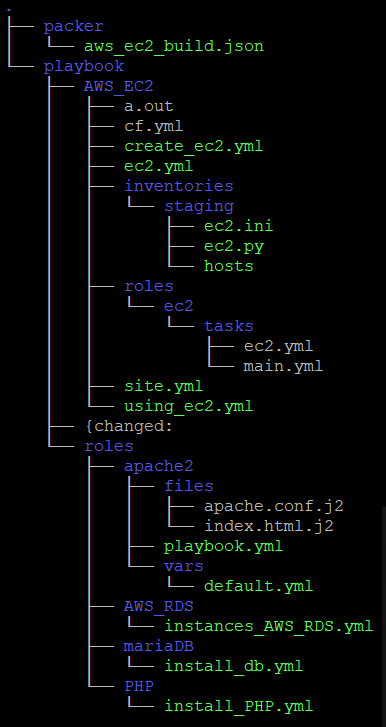 .
├── packer
│   └── aws_ec2_build.json
└── playbook
    ├── AWS_EC2
    │   ├── a.out
    │   ├── cf.yml
    │   ├── create_ec2.yml
    │   ├── ec2.yml
    │   ├── inventories
    │   │   └── staging
    │   │       ├── ec2.ini
    │   │       ├── ec2.py
    │   │       └── hosts
    │   ├── roles
    │   │   └── ec2
    │   │       └── tasks
    │   │           ├── ec2.yml
    │   │           └── main.yml
    │   ├── site.yml
    │   └── using_ec2.yml
    ├── {changed:
    └── roles
        ├── apache2
        │   ├── files
        │   │   ├── apache.conf.j2
        │   │   └── index.html.j2
        │   ├── playbook.yml
        │   └── vars
        │       └── default.yml
        ├── AWS_RDS
        │   └── instances_AWS_RDS.yml
        ├── mariaDB
        │   └── install_db.yml
        └── PHP
            └── install_PHP.yml